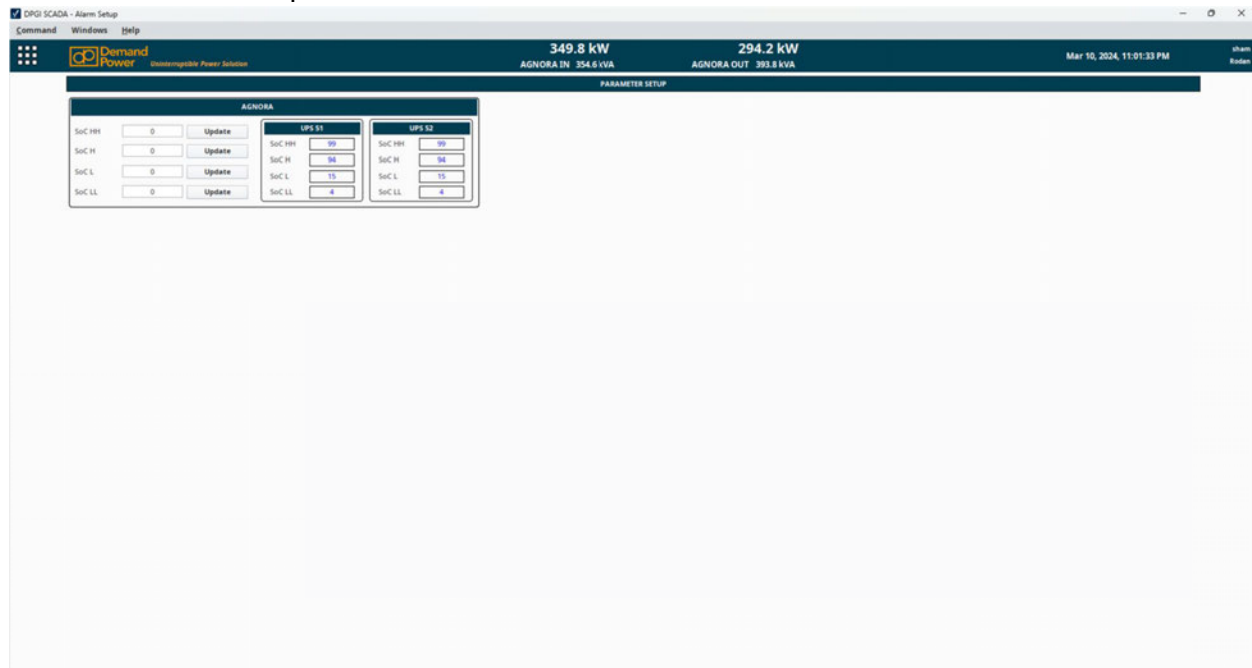 DPGI SCADA - Alarm Setup
Command Windows Help
Demand Power Uninterruptible Power Solution
349.8 kW
AGNORA IN 354.6 kVA
294.2 kW
AGNORA OUT 393.8 kVA
Mar 10, 2024, 11:01:33 PM
sham
Rodan
PARAMETER SETUP
AGNORA
SoC HH 0 Update
SoC H 0 Update
SoC L 0 Update
SoC LL 0 Update
UPS S1
SoC HH 99
SoC H 94
SoC L 15
SoC LL 4
UPS S2
SoC HH 99
SoC H 94
SoC L 15
SoC LL 4